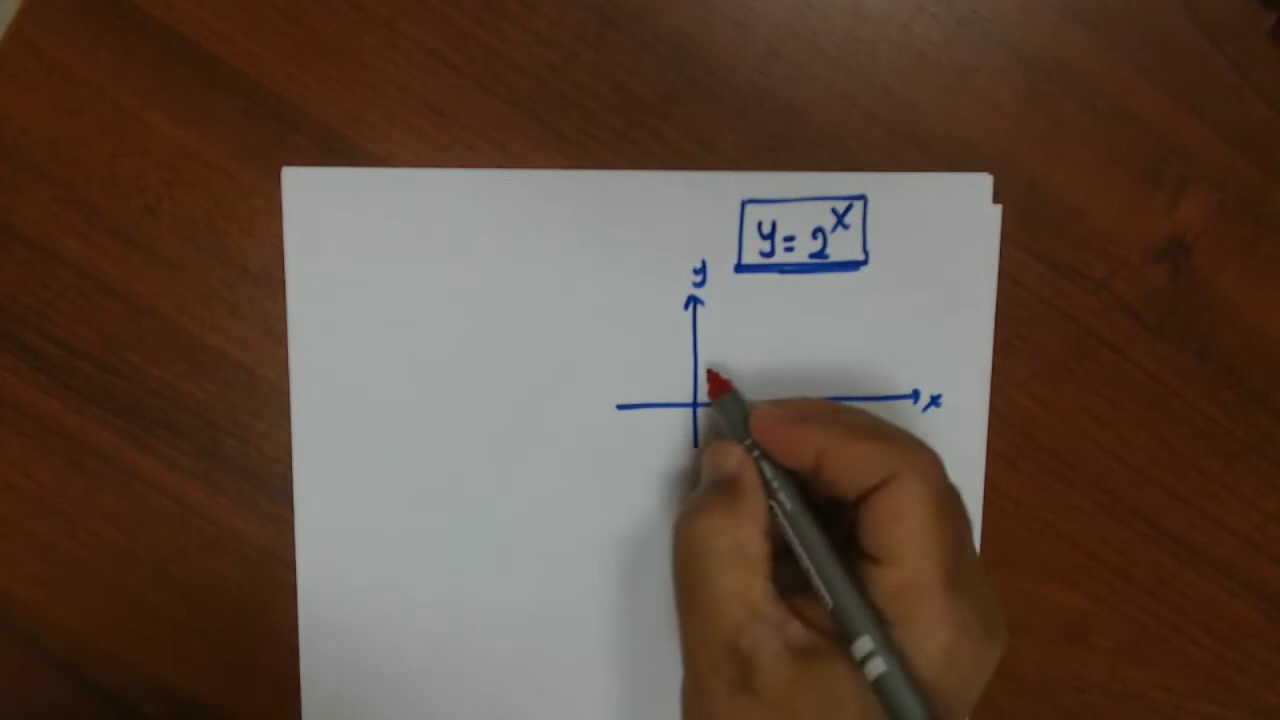 y = 2^x
y
x